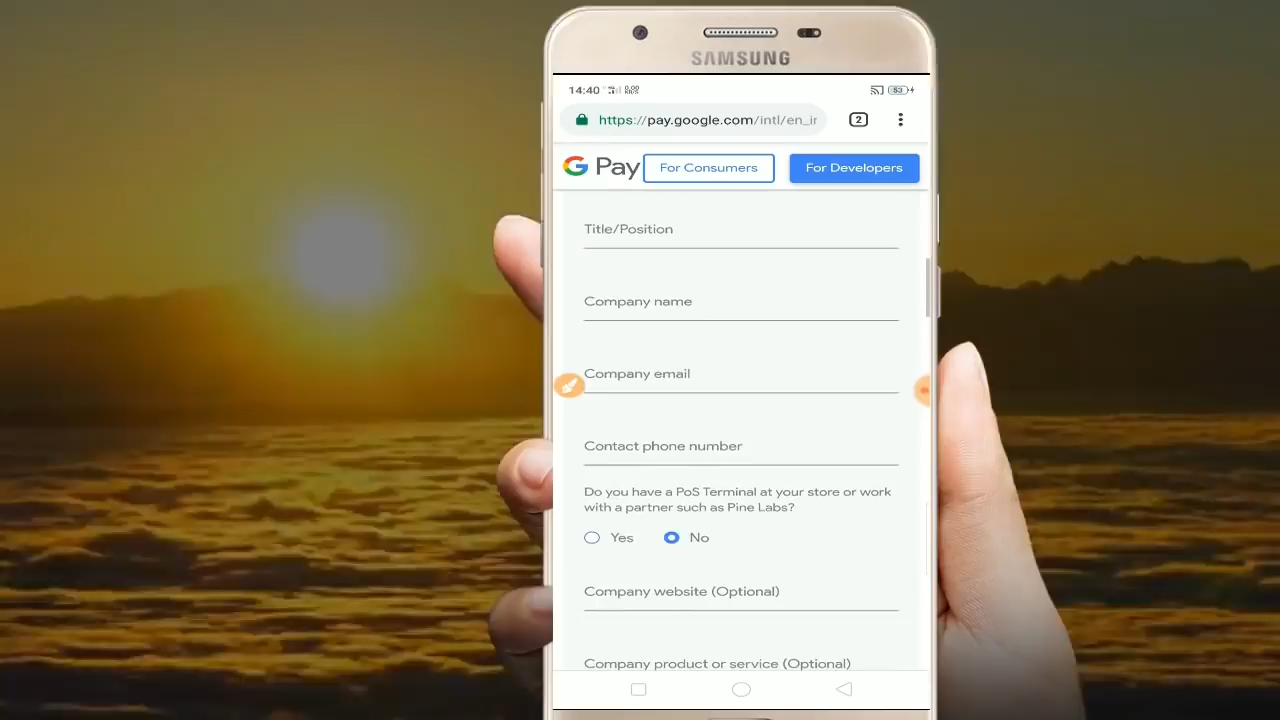 SAMSUNG
14:40
53
https://pay.google.com/intl/en_ir
2
G Pay
For Consumers
For Developers
Title/Position
Company name
Company email
Contact phone number
Do you have a PoS Terminal at your store or work
with a partner such as Pine Labs?
Yes
No
Company website (Optional)
Company product or service (Optional)